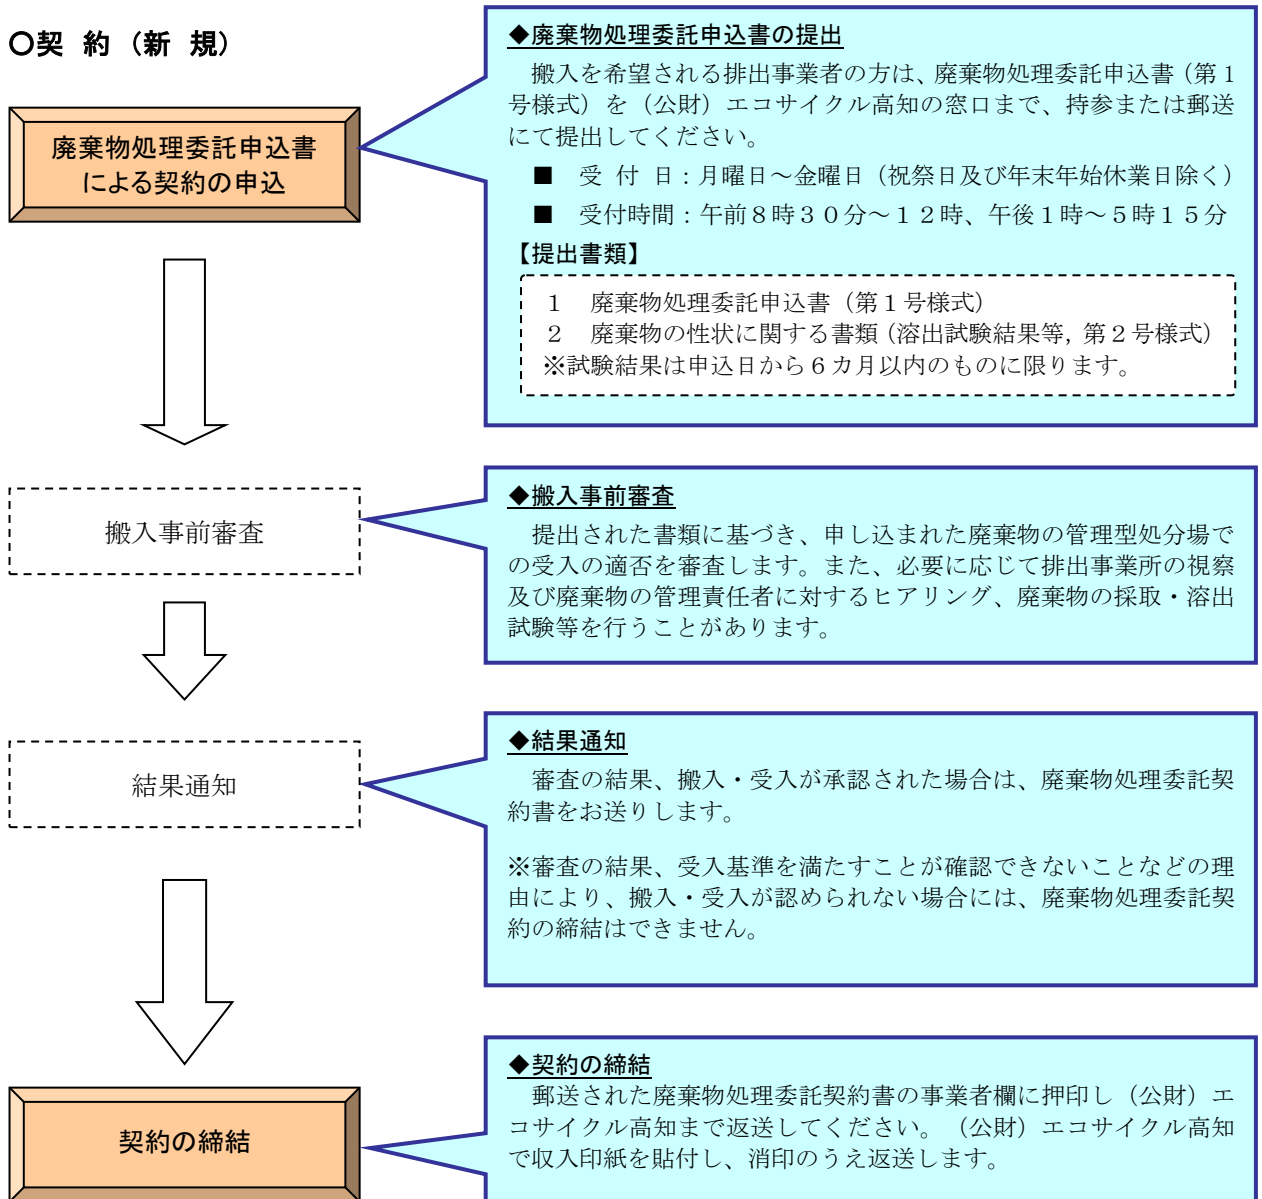 〇契 約（新 規）
廃棄物処理委託申込書
による契約の申込
◆廃棄物処理委託申込書の提出
　搬入を希望される排出事業者の方は、廃棄物処理委託申込書（第１
号様式）を（公財）エコサイクル高知の窓口まで、持参または郵送
にて提出してください。
■　受 付 日：月曜日～金曜日（祝祭日及び年末年始休業日除く）
■　受付時間：午前８時３０分～１２時、午後１時～５時１５分
【提出書類】
１　廃棄物処理委託申込書（第１号様式）
２　廃棄物の性状に関する書類（溶出試験結果等，第２号様式）
※試験結果は申込日から６カ月以内のものに限ります。
搬入事前審査
◆搬入事前審査
　提出された書類に基づき、申し込まれた廃棄物の管理型処分場で
の受入の適否を審査します。また、必要に応じて排出事業所の視察
及び廃棄物の管理責任者に対するヒアリング、廃棄物の採取・溶出
試験等を行うことがあります。
結果通知
◆結果通知
　審査の結果、搬入・受入が承認された場合は、廃棄物処理委託契
約書をお送りします。
※審査の結果、受入基準を満たすことが確認できないことなどの理
由により、搬入・受入が認められない場合には、廃棄物処理委託契
約の締結はできません。
契約の締結
◆契約の締結
　郵送された廃棄物処理委託契約書の事業者欄に押印し（公財）エ
コサイクル高知まで返送してください。（公財）エコサイクル高知
で収入印紙を貼付し、消印のうえ返送します。